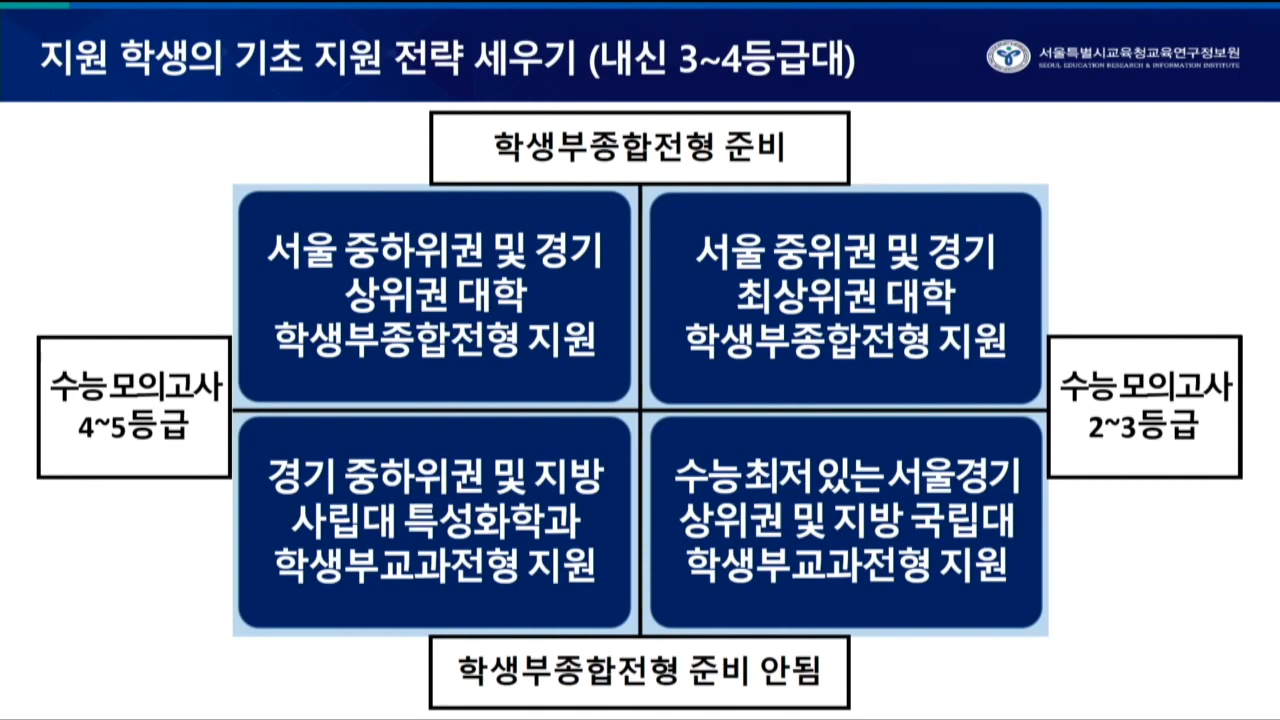 지원 학생의 기초 지원 전략 세우기 (내신 3~4등급대)
서울특별시교육청교육연구정보원
SEOUL EDUCATION RESEARCH & INFORMATION INSTITUTE
학생부종합전형 준비
서울 중하위권 및 경기
상위권 대학
학생부종합전형 지원
서울 중위권 및 경기
최상위권 대학
학생부종합전형 지원
수능 모의고사
4~5등급
수능 모의고사
2~3등급
경기 중하위권 및 지방
사립대 특성화학과
학생부교과전형 지원
수능 최저 있는 서울경기
상위권 및 지방 국립대
학생부교과전형 지원
학생부종합전형 준비 안됨